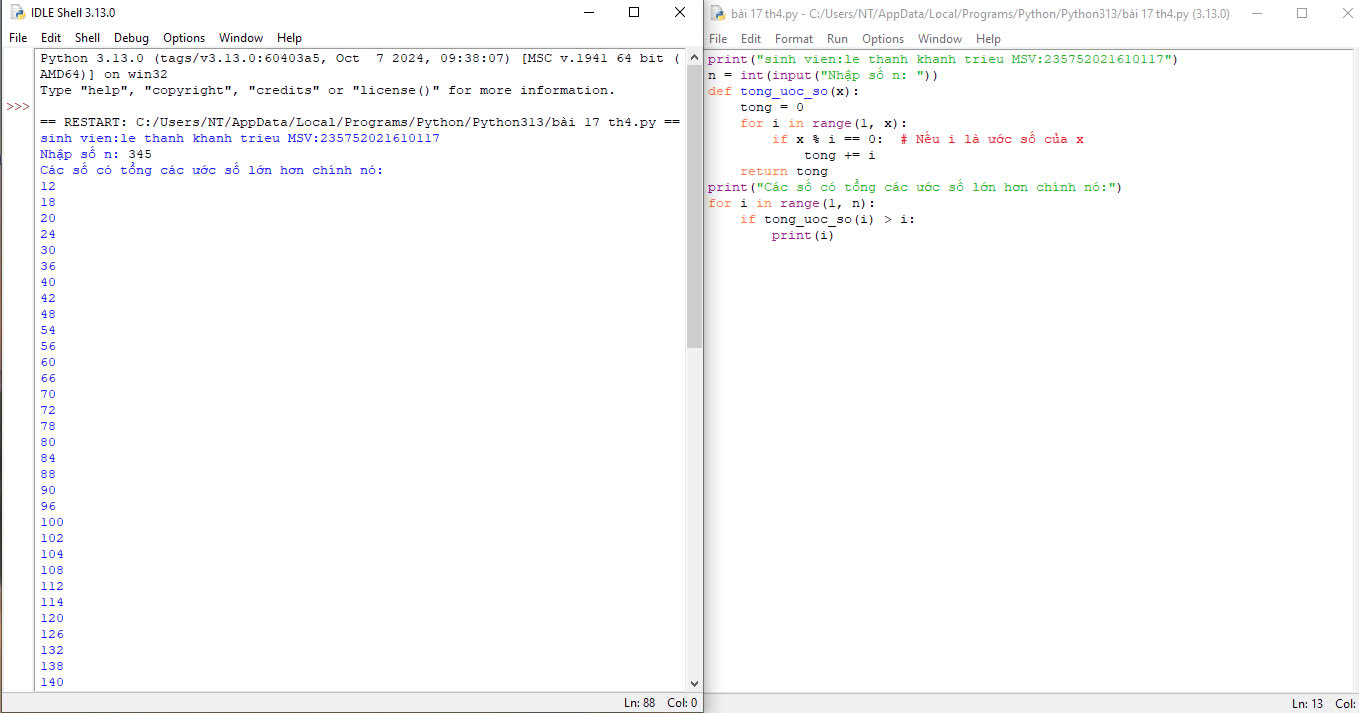 IDLE Shell 3.13.0
File Edit Shell Debug Options Window Help
Python 3.13.0 (tags/v3.13.0:60403a5, Oct  7 2024, 09:38:07) [MSC v.1941 64 bit (
AMD64)] on win32
Type "help", "copyright", "credits" or "license()" for more information.
>>>
== RESTART: C:/Users/NT/AppData/Local/Programs/Python/Python313/bài 17 th4.py ==
sinh vien:le thanh khanh trieu MSV:235752021610117
Nhập số n: 345
Các số có tổng các ước số lớn hơn chính nó:
12
18
20
24
30
36
40
42
48
54
56
60
66
70
72
78
80
84
88
90
96
100
102
104
108
112
114
120
126
132
138
140
Ln: 88 Col: 0
bài 17 th4.py - C:/Users/NT/AppData/Local/Programs/Python/Python313/bài 17 th4.py (3.13.0)
File Edit Format Run Options Window Help
print("sinh vien:le thanh khanh trieu MSV:235752021610117")
n = int(input("Nhập số n: "))
def tong_uoc_so(x):
    tong = 0
    for i in range(1, x):
        if x % i == 0:  # Nếu i là ước số của x
            tong += i
    return tong
print("Các số có tổng các ước số lớn hơn chính nó:")
for i in range(1, n):
    if tong_uoc_so(i) > i:
        print(i)
Ln: 13 Col: